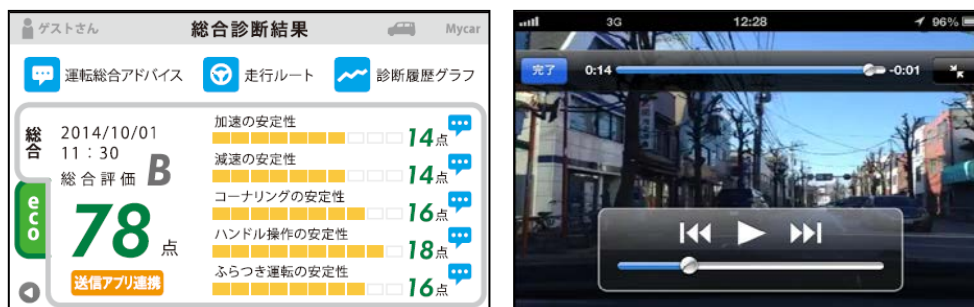 ゲストさん
総合診断結果
Mycar
運転総合アドバイス
走行ルート
診断履歴グラフ
総合
2014/10/01
11：30
総合評価 B
78点
送信アプリ連携
eco
加速の安定性
14点
減速の安定性
14点
コーナリングの安定性
16点
ハンドル操作の安定性
18点
ふらつき運転の安定性
16点
3G
12:28
96%
完了
0:14
-0:01